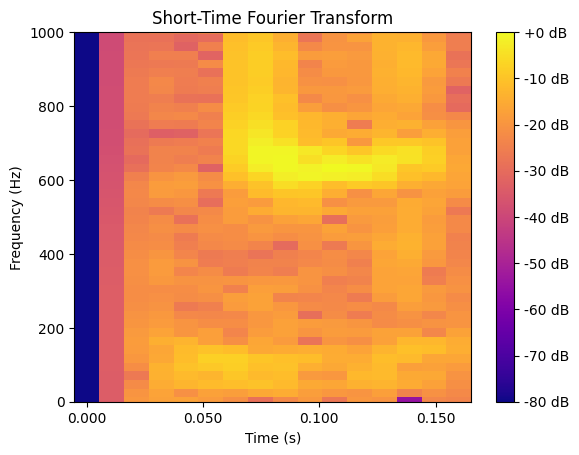 Short-Time Fourier Transform
1000
800
600
400
200
0
Frequency (Hz)
0.000
0.050
0.100
0.150
Time (s)
+0 dB
-10 dB
-20 dB
-30 dB
-40 dB
-50 dB
-60 dB
-70 dB
-80 dB